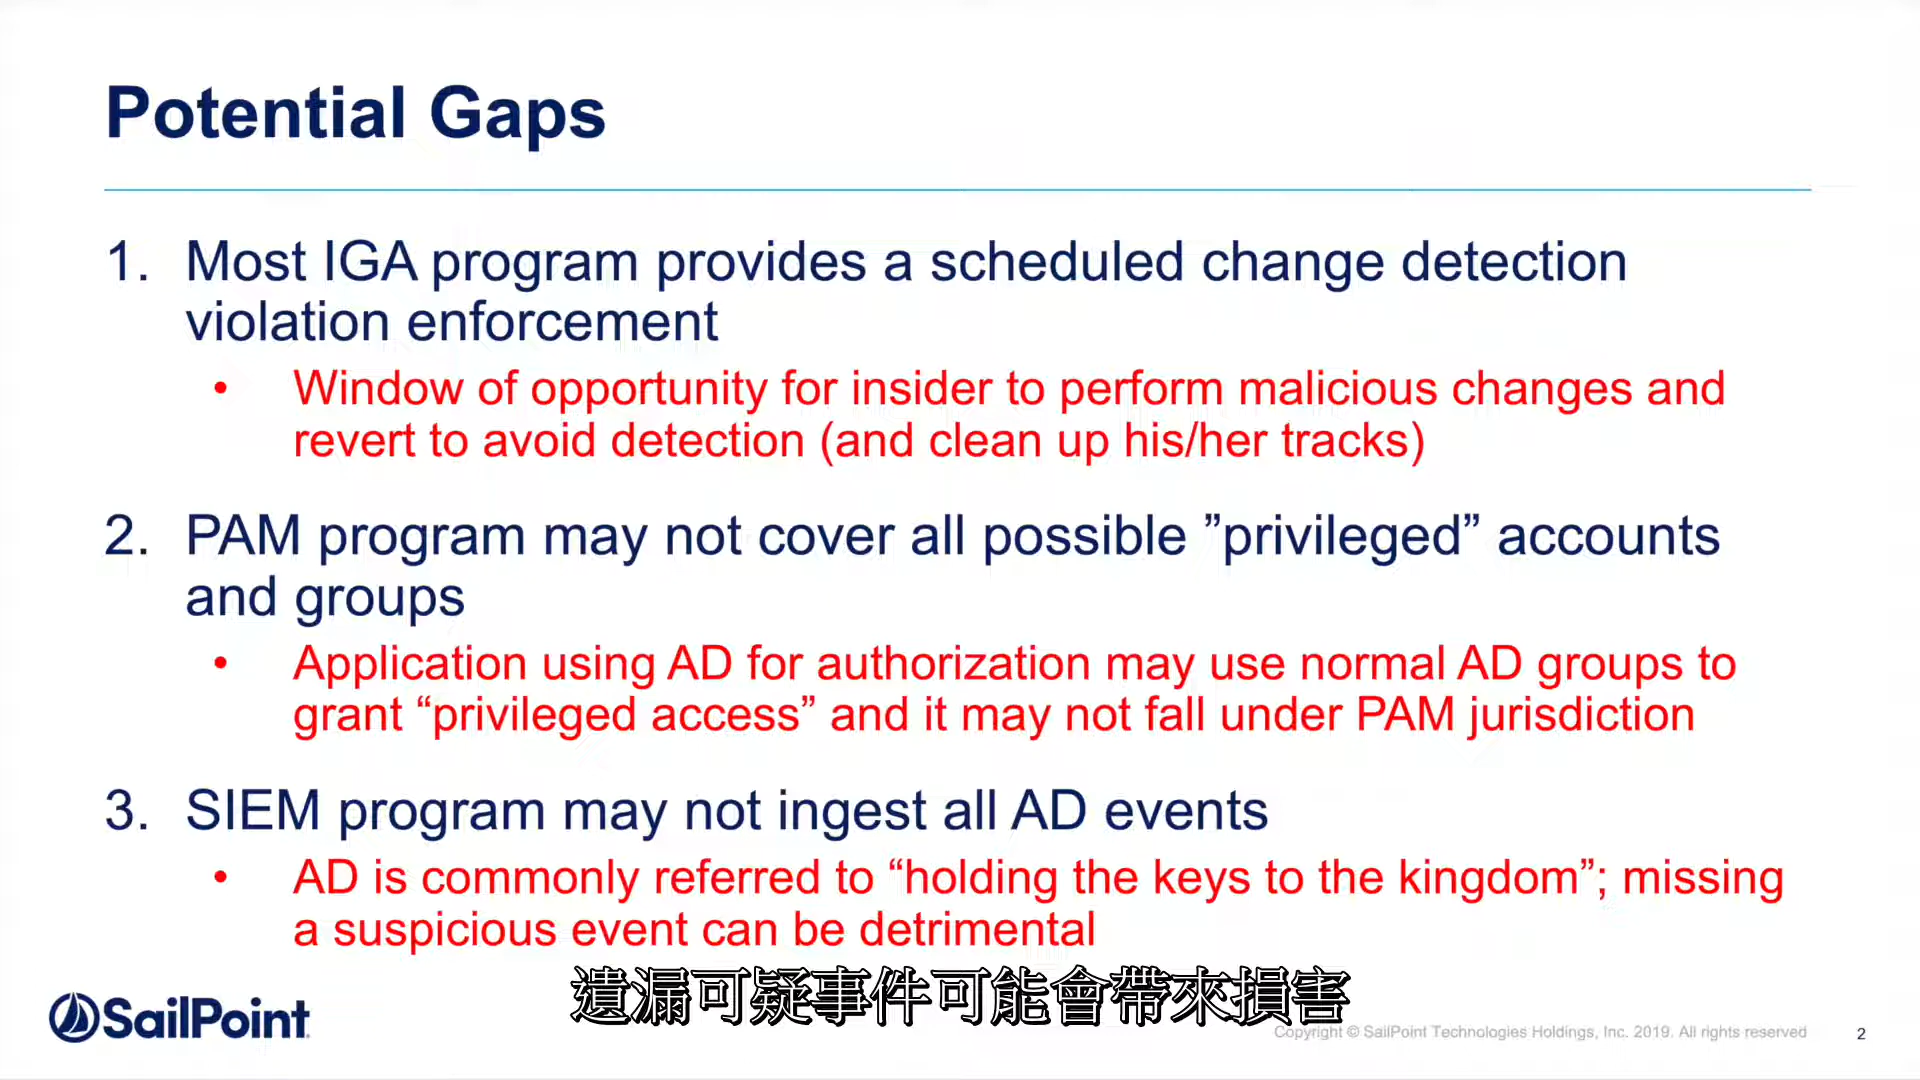 Potential Gaps
1. Most IGA program provides a scheduled change detection
violation enforcement
• Window of opportunity for insider to perform malicious changes and
revert to avoid detection (and clean up his/her tracks)
2. PAM program may not cover all possible ”privileged” accounts
and groups
• Application using AD for authorization may use normal AD groups to
grant “privileged access” and it may not fall under PAM jurisdiction
3. SIEM program may not ingest all AD events
• AD is commonly referred to “holding the keys to the kingdom”; missing
a suspicious event can be detrimental
遺漏可疑事件可能會帶來損害
SailPoint
Copyright © SailPoint Technologies Holdings, Inc. 2019. All rights reserved
2